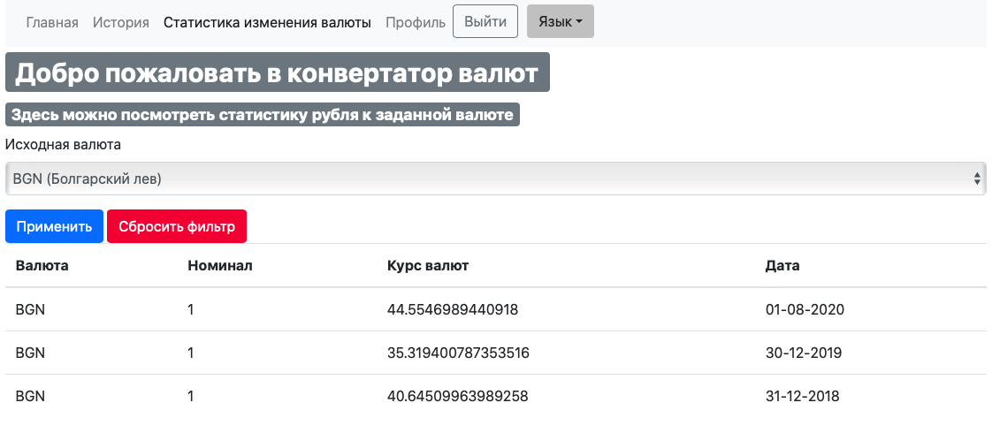 Главная История Статистика изменения валюты Профиль Выйти Язык
Добро пожаловать в конвертатор валют
Здесь можно посмотреть статистику рубля к заданной валюте
Исходная валюта
BGN (Болгарский лев)
Применить Сбросить фильтр
Валюта Номинал Курс валют Дата
BGN 1 44.5546989440918 01-08-2020
BGN 1 35.319400787353516 30-12-2019
BGN 1 40.64509963989258 31-12-2018